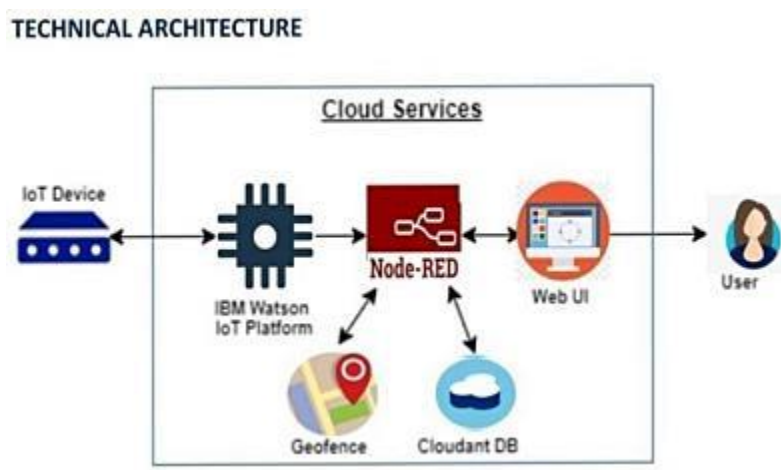 TECHNICAL ARCHITECTURE
Cloud Services
IoT Device
Node-RED
IBM Watson
IoT Platform
Web UI
User
Geofence
Cloudant DB